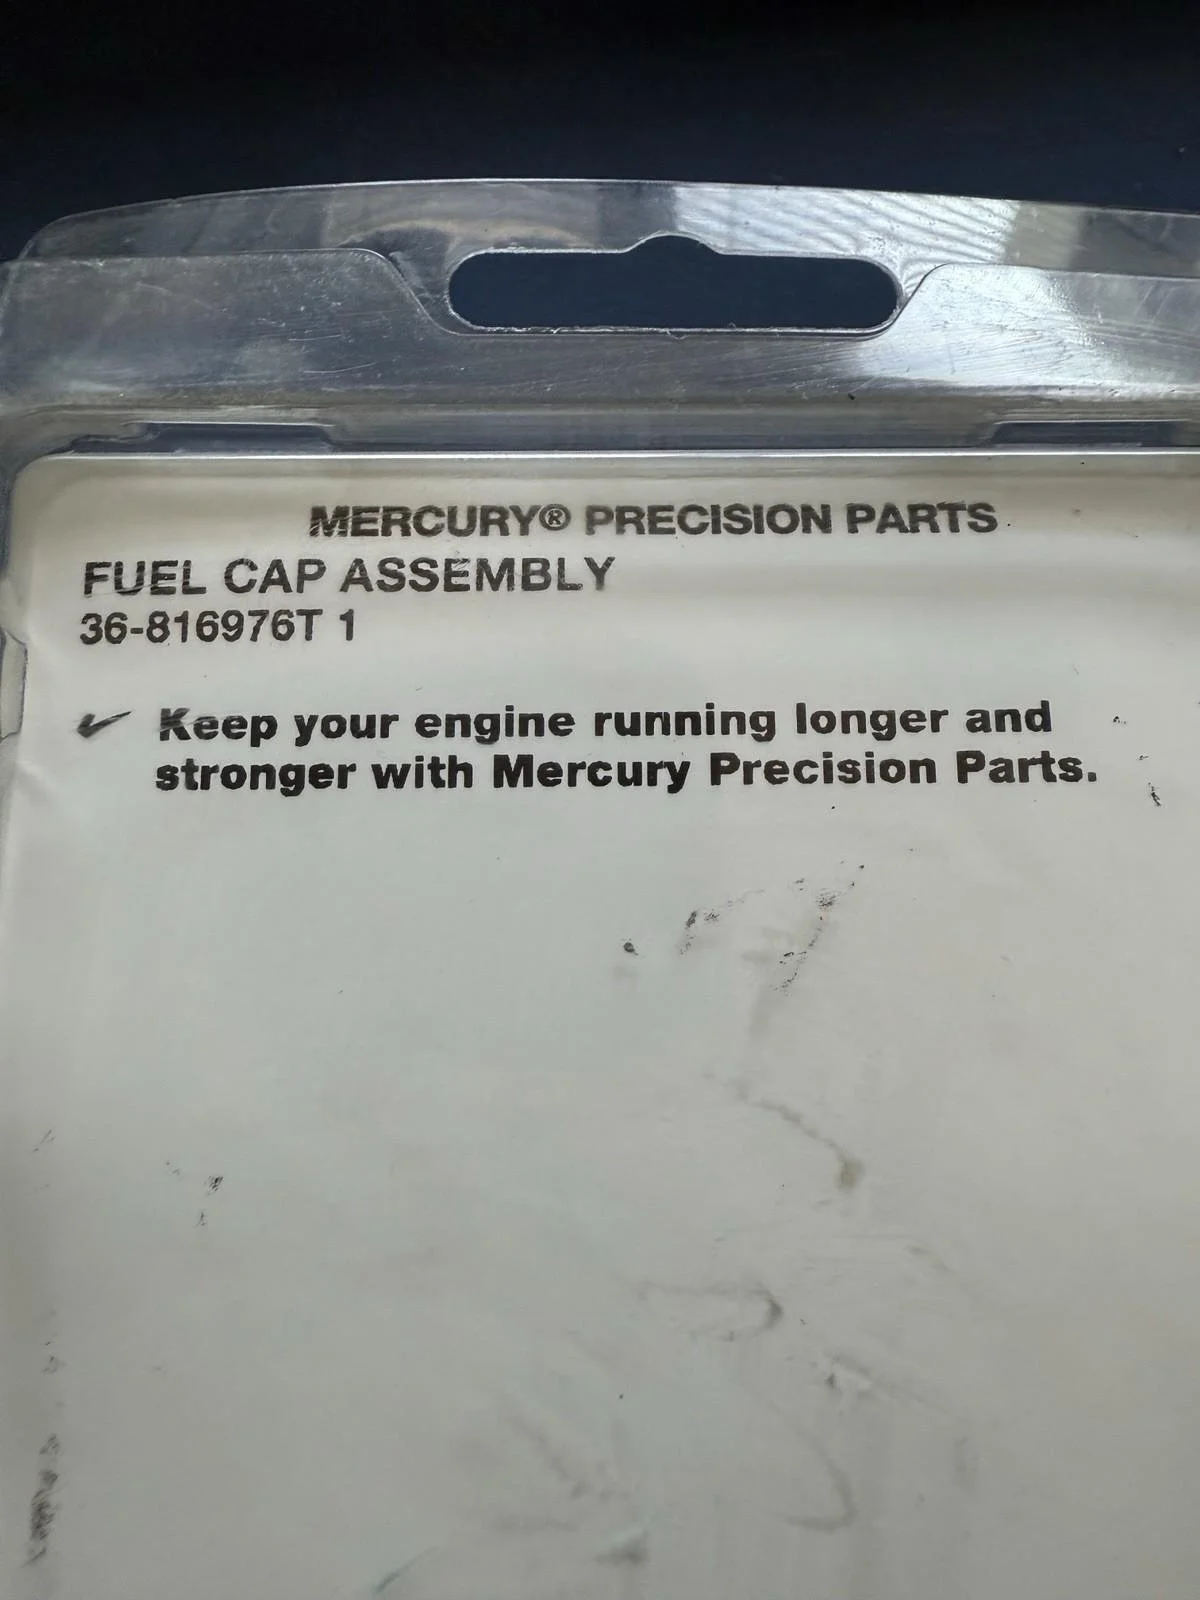 MERCURY® PRECISION PARTS
FUEL CAP ASSEMBLY
36-816976T 1
✓ Keep your engine running longer and
stronger with Mercury Precision Parts.